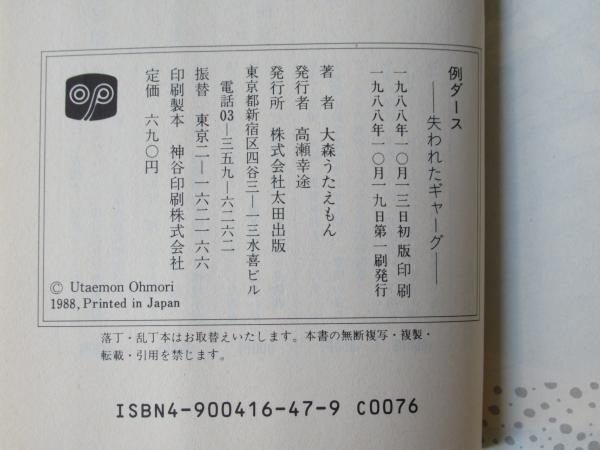 例ダース
――失われたギャーグ――
一九八八年一〇月一三日初版印刷
一九八八年一〇月一九日第一刷発行
著者 大森うたえもん
発行者 高瀬幸途
発行所 株式会社太田出版
東京都新宿区四谷三―一三水喜ビル
電話03―三五九―六二六二
振替 東京二―一六二一六六
印刷製本 神谷印刷株式会社
定価 六九〇円
© Utaemon Ohmori
1988, Printed in Japan
落丁・乱丁本はお取替えいたします。本書の無断複写・複製・
転載・引用を禁じます。
ISBN4-900416-47-9 C0076